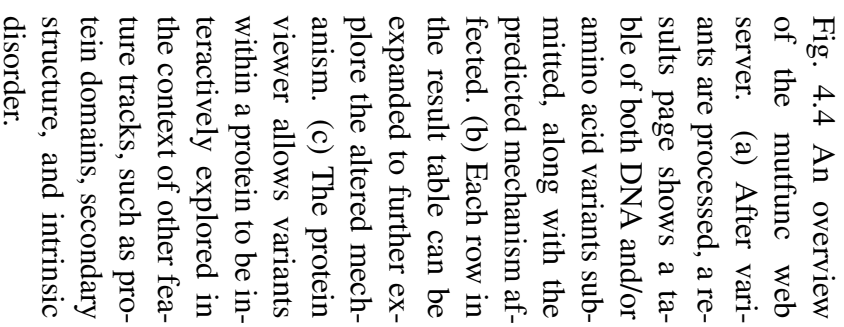 Fig. 4.4 An overview
of the mutfunc web
server. (a) After vari-
ants are processed, a re-
sults page shows a ta-
ble of both DNA and/or
amino acid variants sub-
mitted, along with the
predicted mechanism af-
fected. (b) Each row in
the result table can be
expanded to further ex-
plore the altered mech-
anism. (c) The protein
viewer allows variants
within a protein to be in-
teractively explored in
the context of other fea-
ture tracks, such as pro-
tein domains, secondary
structure, and intrinsic
disorder.